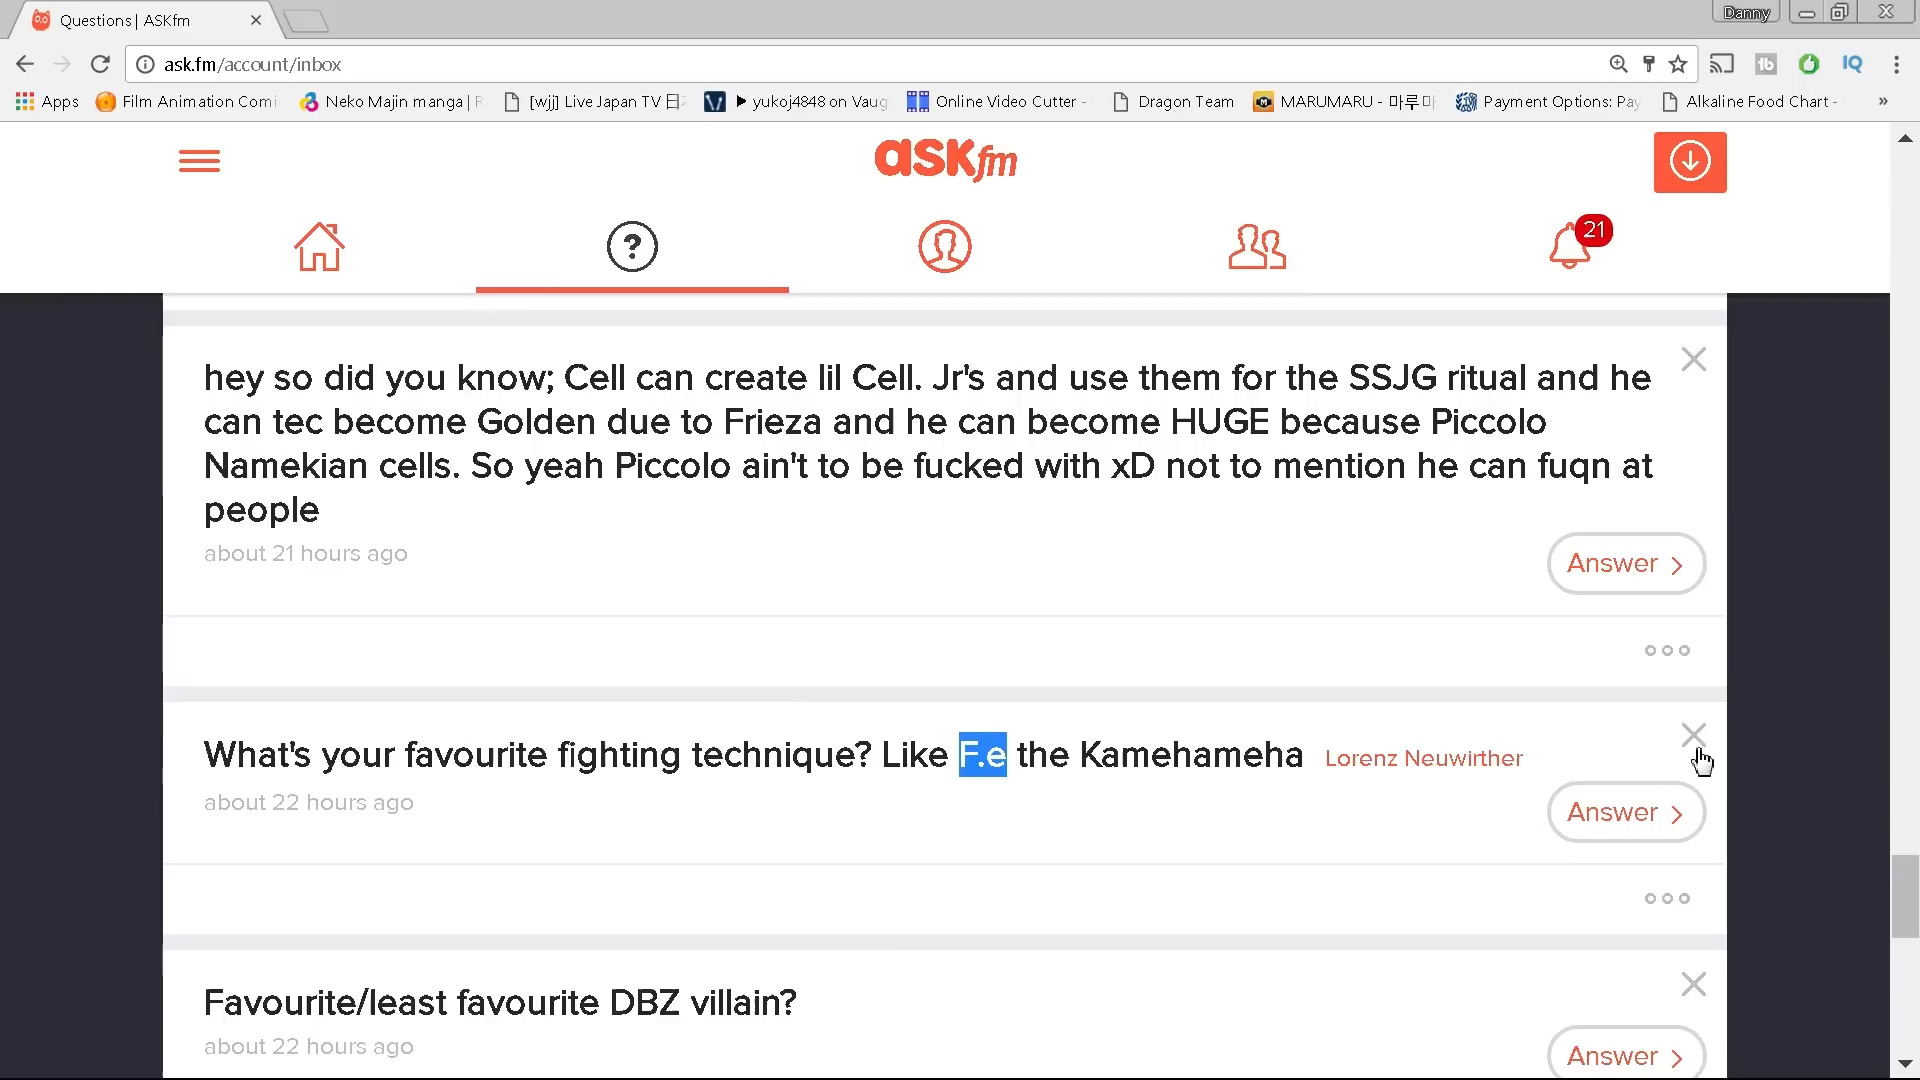 Questions | ASKfm
Danny
ask.fm/account/inbox
Apps
Film Animation Comi
Neko Majin manga | R
[wjj] Live Japan TV 日
▶ yukoj4848 on Vaug
Online Video Cutter -
Dragon Team
MARUMARU - 마루마
Payment Options: Pay
Alkaline Food Chart -
»
ASKfm
21
hey so did you know; Cell can create lil Cell. Jr's and use them for the SSJG ritual and he
can tec become Golden due to Frieza and he can become HUGE because Piccolo
Namekian cells. So yeah Piccolo ain't to be fucked with xD not to mention he can fuqn at
people
about 21 hours ago
Answer
What's your favourite fighting technique? Like F.e the Kamehameha Lorenz Neuwirther
about 22 hours ago
Answer
Favourite/least favourite DBZ villain?
about 22 hours ago
Answer